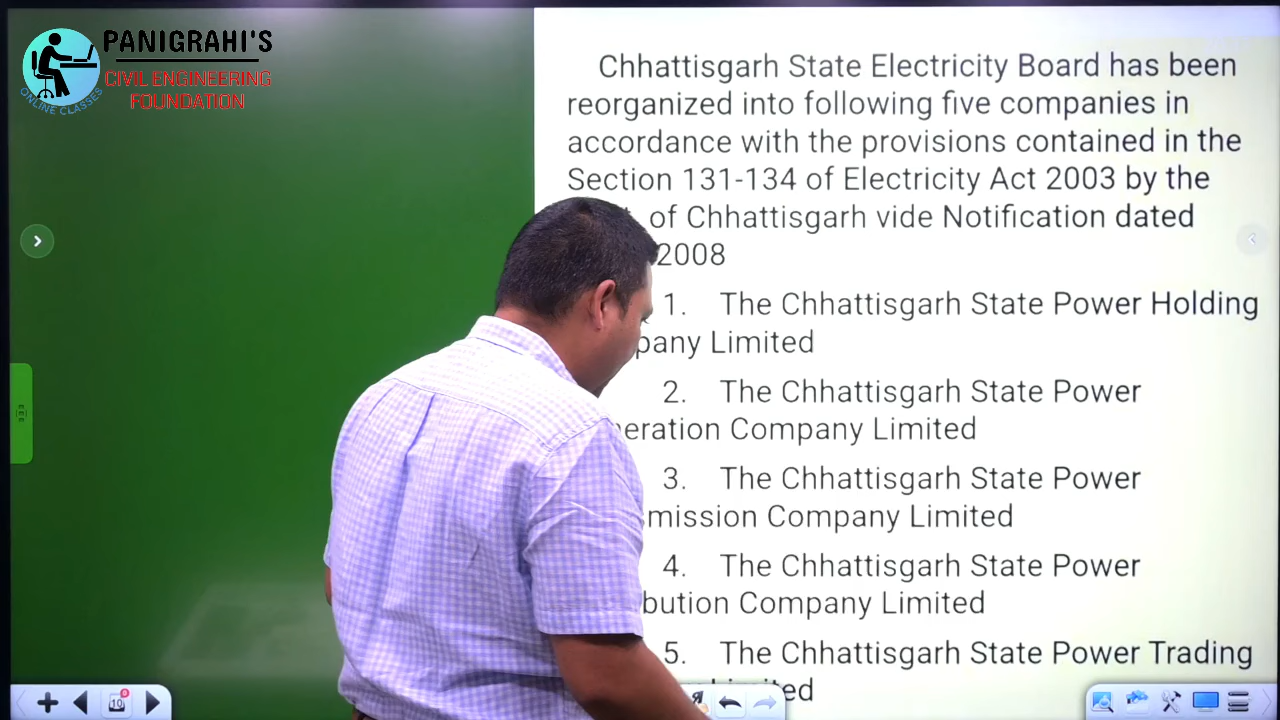 PANIGRAHI'S
CIVIL ENGINEERING
FOUNDATION
ONLINE CLASSES
Chhattisgarh State Electricity Board has been
reorganized into following five companies in
accordance with the provisions contained in the
Section 131-134 of Electricity Act 2003 by the
of Chhattisgarh vide Notification dated
2008
1. The Chhattisgarh State Power Holding
pany Limited
2. The Chhattisgarh State Power
eration Company Limited
3. The Chhattisgarh State Power
mission Company Limited
4. The Chhattisgarh State Power
bution Company Limited
5. The Chhattisgarh State Power Trading
10